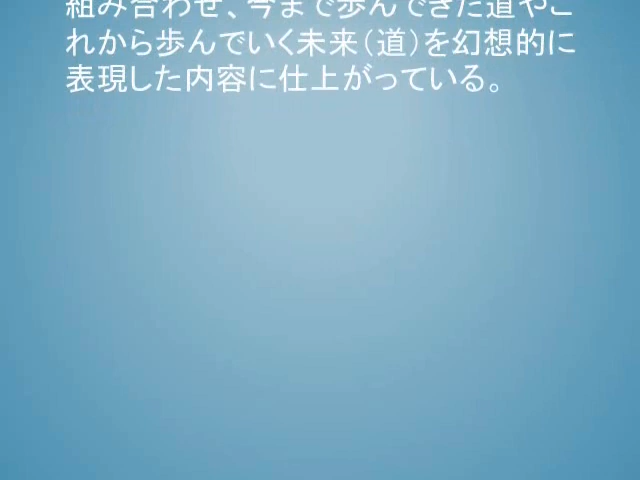 組み合わせ、今まで歩んできた道やこ
れから歩んでいく未来（道）を幻想的に
表現した内容に仕上がっている。